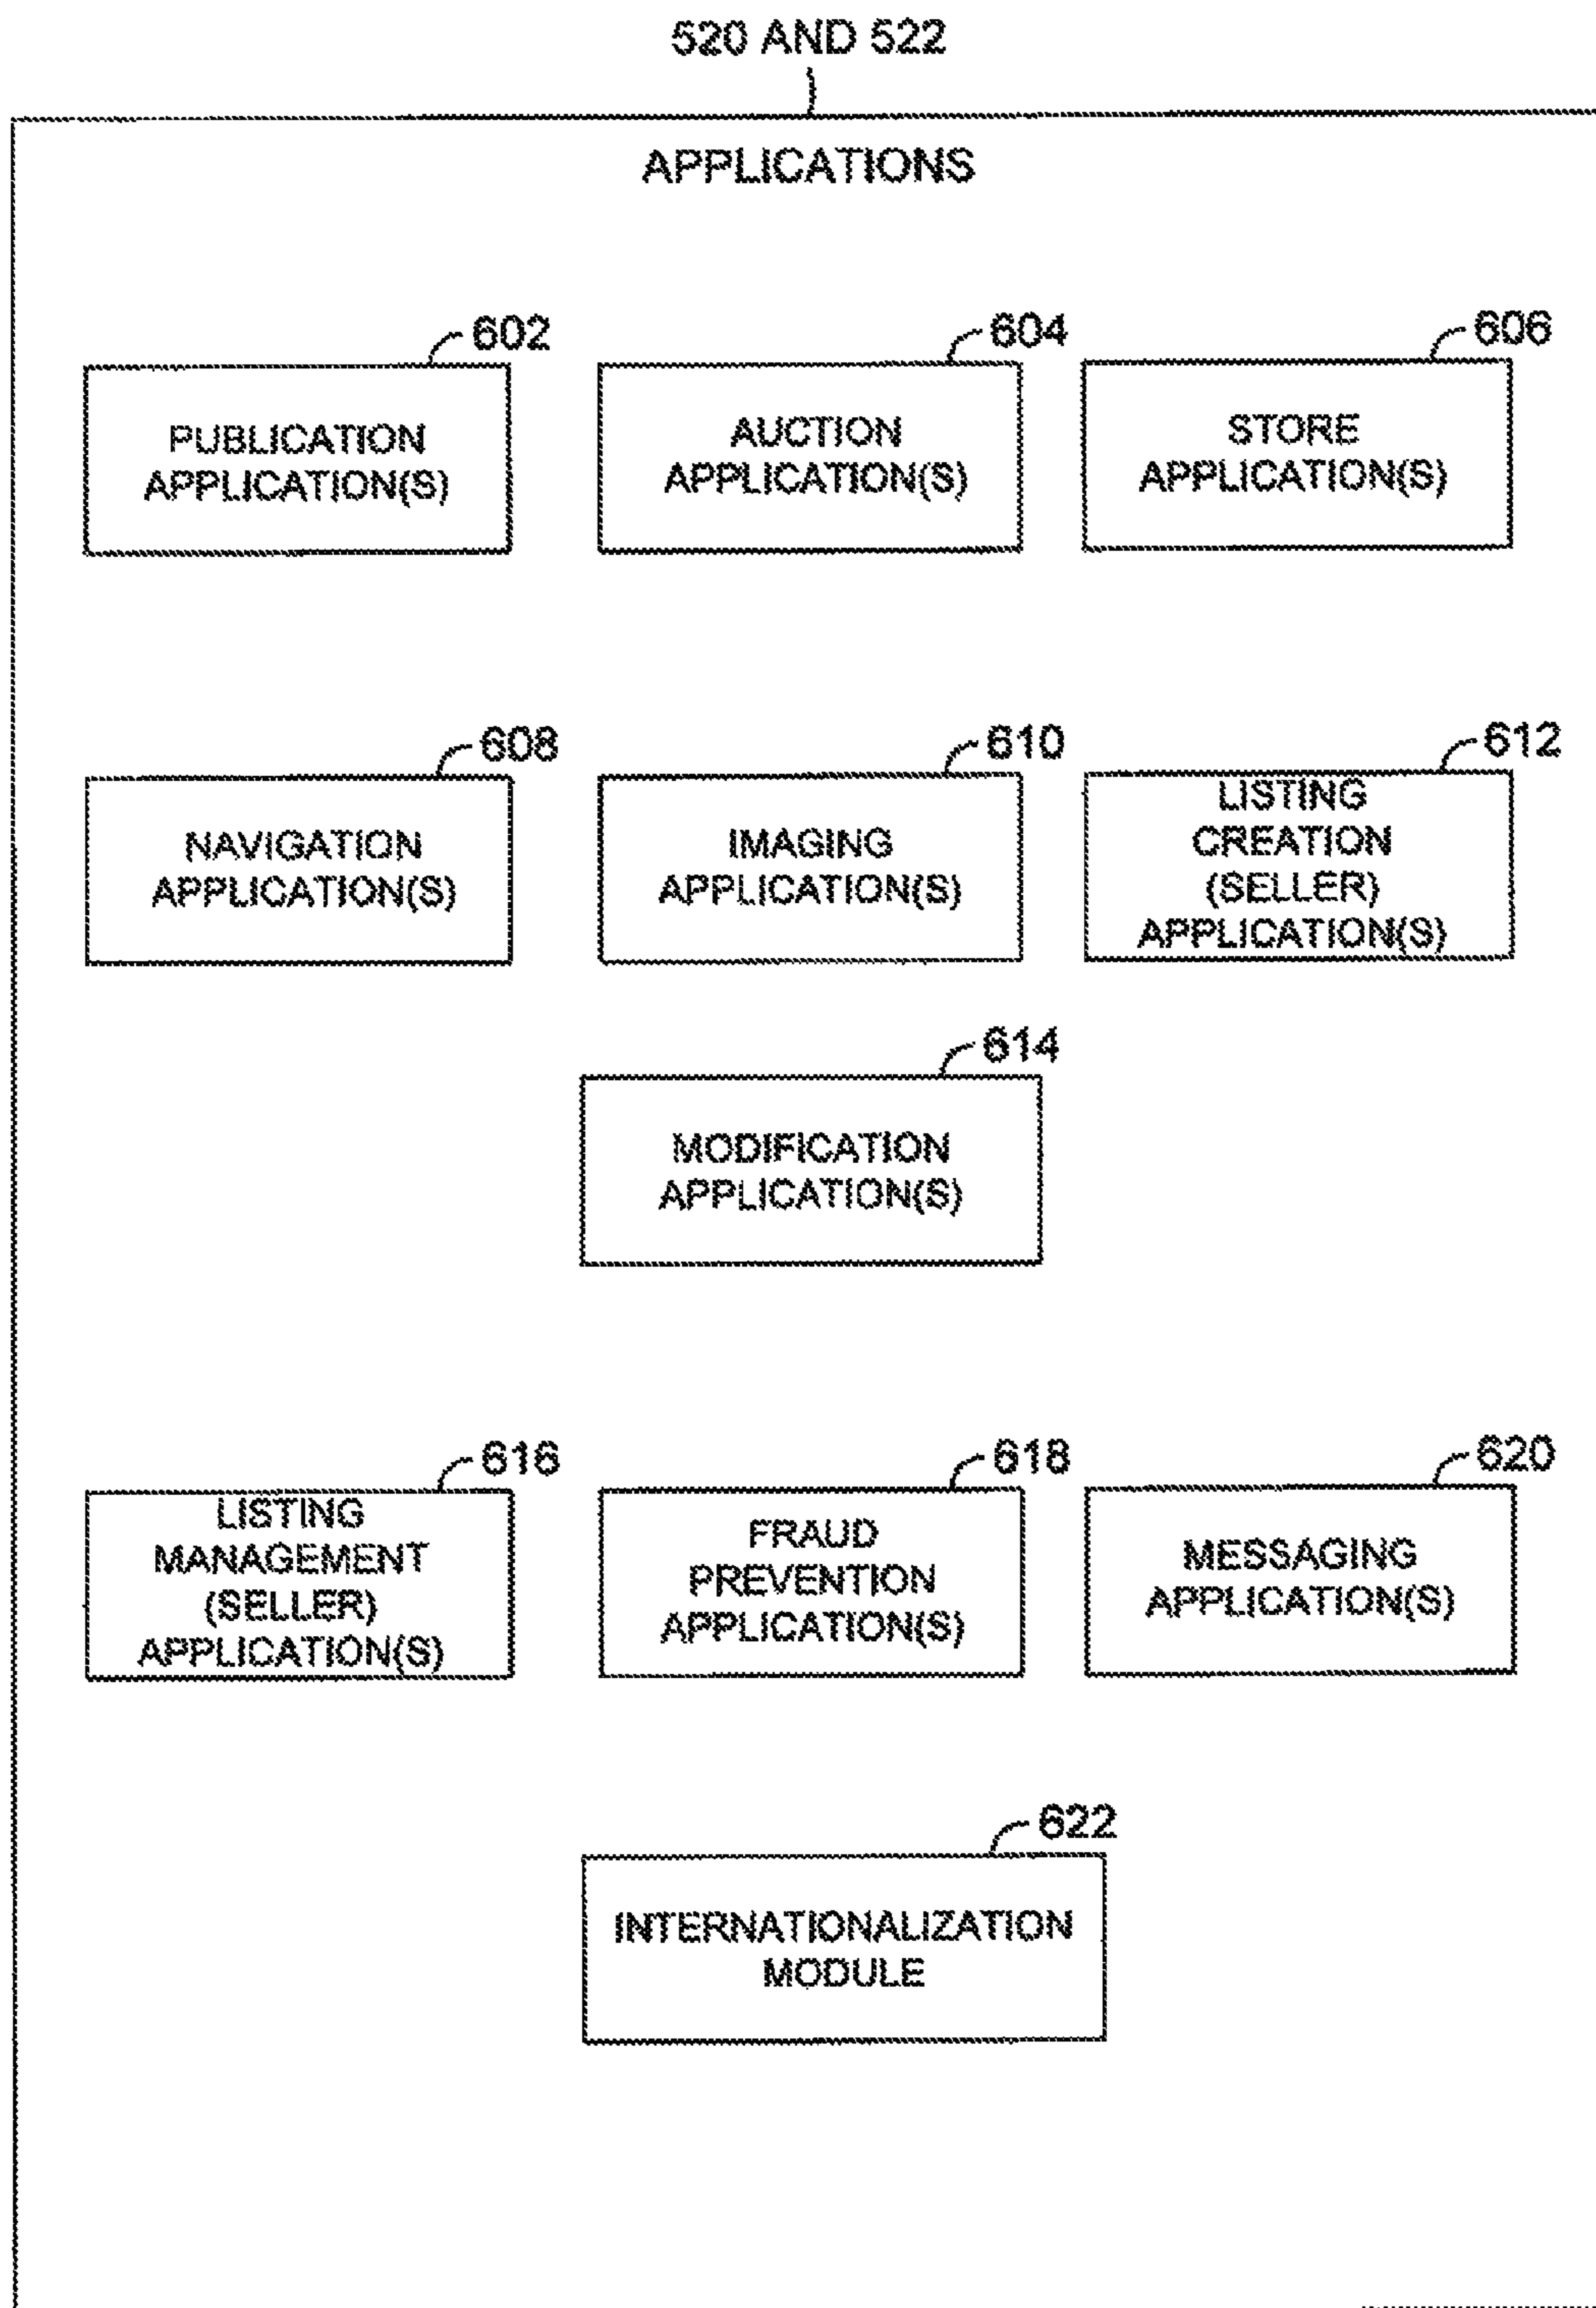 520 AND 522
APPLICATIONS
602
604
606
PUBLICATION
APPLICATION(S)
AUCTION
APPLICATION(S)
STORE
APPLICATION(S)
608
610
612
NAVIGATION
APPLICATION(S)
IMAGING
APPLICATION(S)
LISTING
CREATION
(SELLER)
APPLICATION(S)
614
MODIFICATION
APPLICATION(S)
616
618
620
LISTING
MANAGEMENT
(SELLER)
APPLICATION(S)
FRAUD
PREVENTION
APPLICATION(S)
MESSAGING
APPLICATION(S)
622
INTERNATIONALIZATION
MODULE